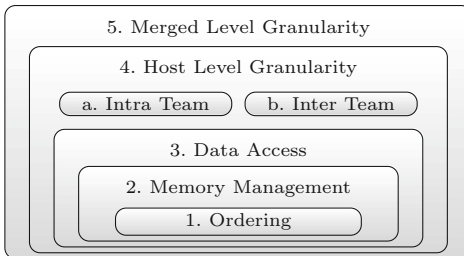 5. Merged Level Granularity
4. Host Level Granularity
a. Intra Team
b. Inter Team
3. Data Access
2. Memory Management
1. Ordering